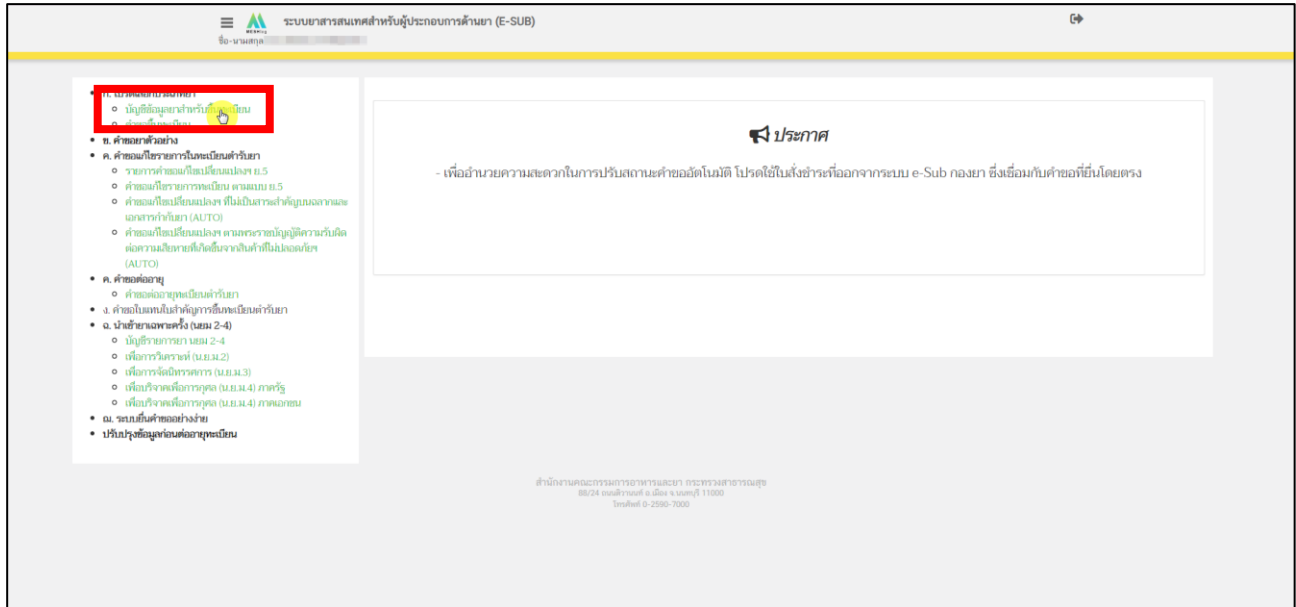 ระบบยาสารสนเทศสำหรับผู้ประกอบการด้านยา (E-SUB)
ชื่อ-นามสกุล
บัญชีข้อมูลยาสำหรับขึ้นทะเบียน
คำขอขึ้นทะเบียน
ข. คำขอยาตัวอย่าง
ค. คำขอแก้ไขรายการในทะเบียนตำรับยา
รายการคำขอแก้ไขเปลี่ยนแปลงฯ ย.5
คำขอแก้ไขรายการทะเบียน ตามแบบ ย.5
คำขอแก้ไขเปลี่ยนแปลงฯ ที่ไม่เป็นสาระสำคัญบนฉลากและ
เอกสารกำกับยา (AUTO)
คำขอแก้ไขเปลี่ยนแปลงฯ ตามพระราชบัญญัติความรับผิด
ต่อความเสียหายที่เกิดขึ้นจากสินค้าที่ไม่ปลอดภัยฯ
(AUTO)
ค. คำขอต่ออายุ
คำขอต่ออายุทะเบียนตำรับยา
ง. คำขอใบแทนใบสำคัญการขึ้นทะเบียนตำรับยา
ฉ. นำเข้ายาเฉพาะครั้ง (นยม 2-4)
บัญชีรายการยา นยม 2-4
เพื่อการวิเคราะห์ (น.ย.ม.2)
เพื่อการจัดนิทรรศการ (น.ย.ม.3)
เพื่อบริจาคเพื่อการกุศล (น.ย.ม.4) ภาครัฐ
เพื่อบริจาคเพื่อการกุศล (น.ย.ม.4) ภาคเอกชน
ฌ. ระบบยื่นคำขออย่างง่าย
ปรับปรุงข้อมูลก่อนต่ออายุทะเบียน
ประกาศ
- เพื่ออำนวยความสะดวกในการปรับสถานะคำขออัตโนมัติ โปรดใช้ใบสั่งชำระที่ออกจากระบบ e-Sub กองยา ซึ่งเชื่อมกับคำขอที่ยื่นโดยตรง
สำนักงานคณะกรรมการอาหารและยา กระทรวงสาธารณสุข
88/24 ถนนติวานนท์ อ.เมือง จ.นนทบุรี 11000
โทรศัพท์ 0-2590-7000